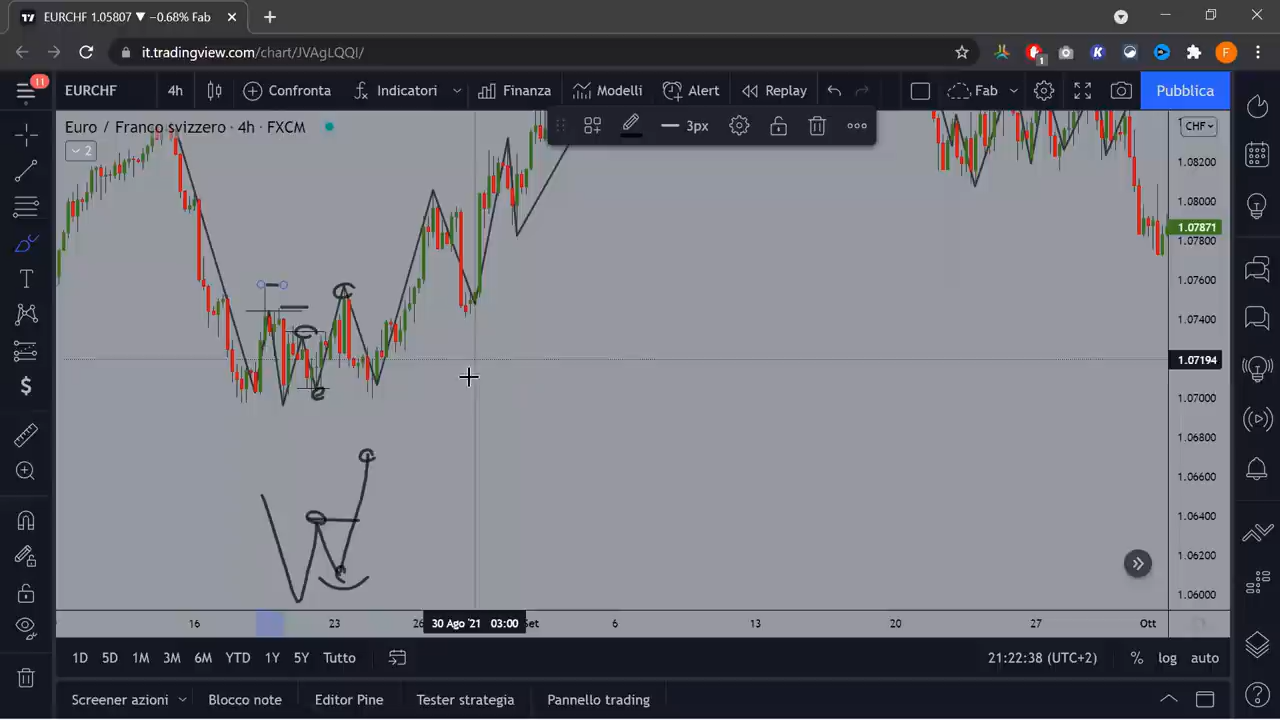 EURCHF 1.05807 ▼ −0.68% Fab
it.tradingview.com/chart/JVAgLQQI/
11
EURCHF 4h Confronta Indicatori Finanza Modelli Alert Replay Fab Pubblica
Euro / Franco svizzero · 4h · FXCM
3px
CHF
2
1.08200
1.08000
1.07871
1.07800
1.07600
1.07400
1.07194
1.07000
1.06800
1.06600
1.06400
1.06200
1.06000
16 23 26 30 Ago '21 03:00 Set 6 13 20 27 Ott
1D 5D 1M 3M 6M YTD 1Y 5Y Tutto 21:22:38 (UTC+2) % log auto
Screener azioni Blocco note Editor Pine Tester strategia Pannello trading